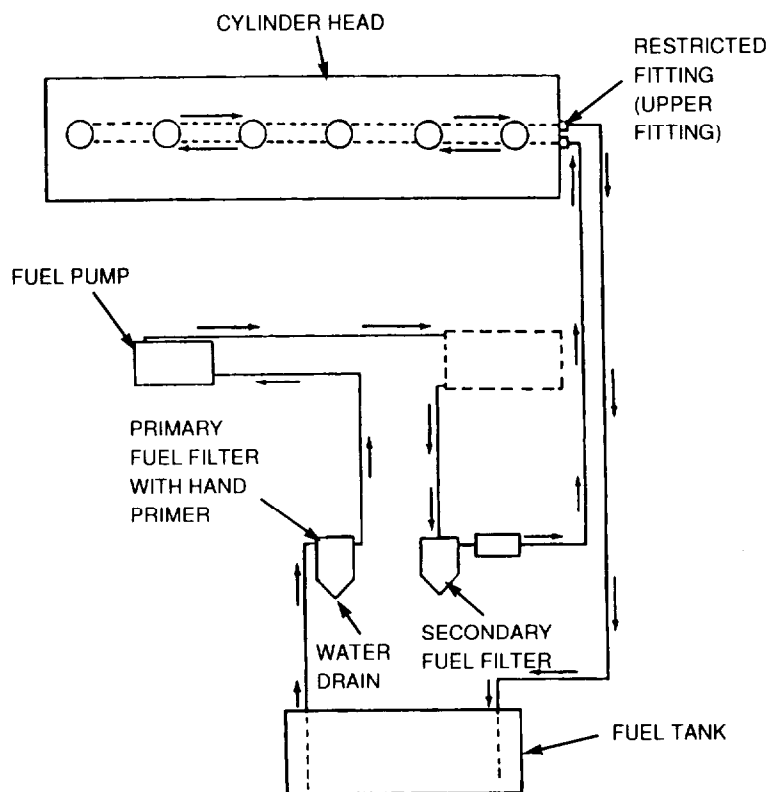 CYLINDER HEAD
RESTRICTED
FITTING
(UPPER
FITTING)
FUEL PUMP
PRIMARY
FUEL FILTER
WITH HAND
PRIMER
WATER
DRAIN
SECONDARY
FUEL FILTER
FUEL TANK